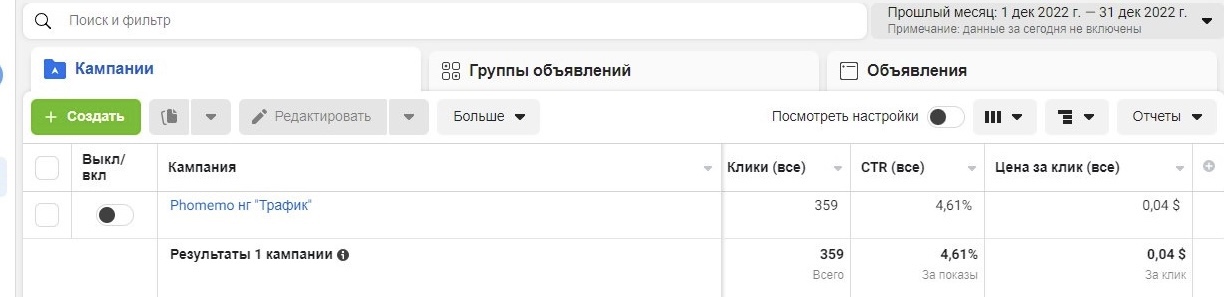 Поиск и фильтр
Прошлый месяц: 1 дек 2022 г. — 31 дек 2022 г.
Примечание: данные за сегодня не включены
Кампании
Группы объявлений
Объявления
+ Создать
Редактировать
Больше
Посмотреть настройки
Отчеты
Выкл/
вкл
Кампания
Клики (все)
CTR (все)
Цена за клик (все)
Phomemo нг "Трафик"
359
4,61%
0,04 $
Результаты 1 кампании
359
4,61%
0,04 $
Всего
За показы
За клик